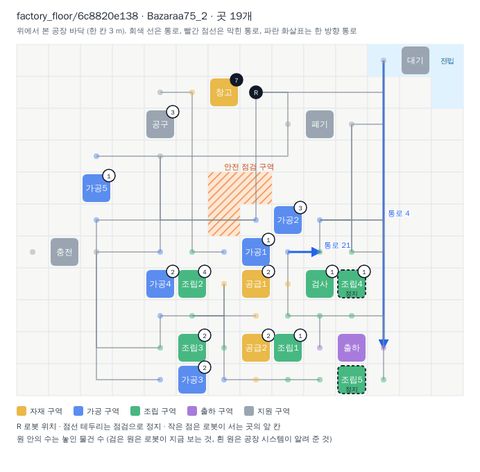 factory_floor/6c8820e138 · Bazaraa75_2 · 곳 19개
위에서 본 공장 바닥 (한 칸 3 m). 회색 선은 통로, 빨간 점선은 막힌 통로, 파란 화살표는 한 방향 통로
대기
전립
창고
7
R
공구
3
폐기
안전 점검 구역
가공5
1
가공2
3
통로 4
충전
가공1
1
통로 21
가공4
2
조립2
4
공급1
2
검사
1
조립4
1
정지
조립3
2
공급2
2
조립1
1
출하
가공3
2
조립5
정지
자재 구역
가공 구역
조립 구역
출하 구역
지원 구역
R 로봇 위치 · 점선 테두리는 점검으로 정지 · 작은 점은 로봇이 서는 곳의 앞 칸
원 안의 수는 놓인 물건 수 (검은 원은 로봇이 지금 보는 것, 흰 원은 공장 시스템이 알려 준 것)